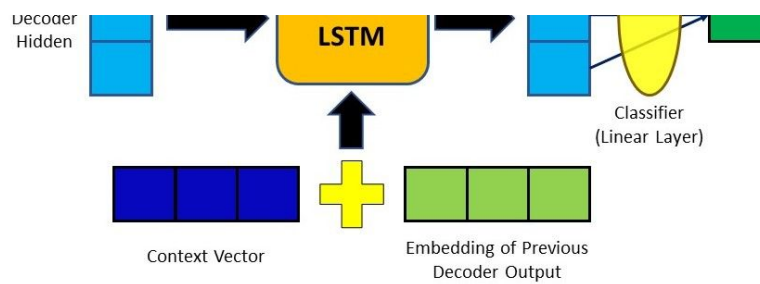 Decoder
Hidden
LSTM
Classifier
(Linear Layer)
Context Vector
Embedding of Previous
Decoder Output